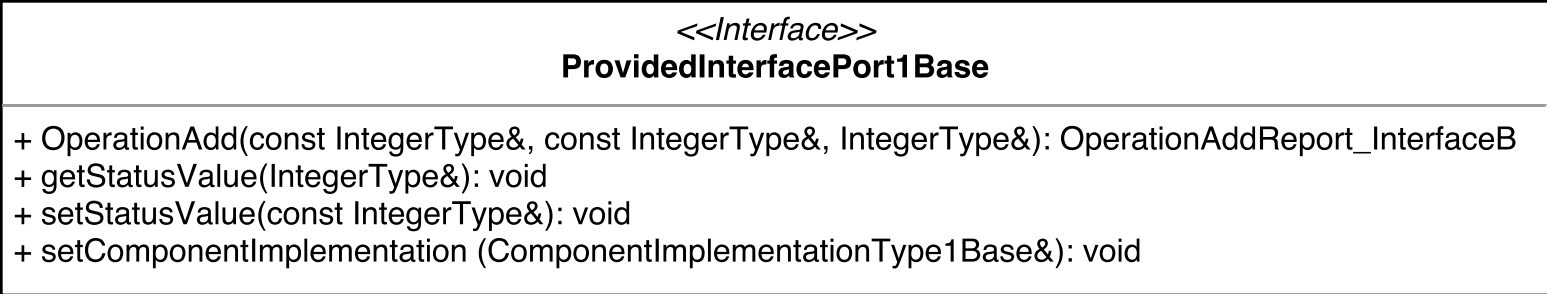 <<Interface>>
ProvidedInterfacePort1Base
+ OperationAdd(const IntegerType&, const IntegerType&, IntegerType&): OperationAddReport_InterfaceB
+ getStatusValue(IntegerType&): void
+ setStatusValue(const IntegerType&): void
+ setComponentImplementation (ComponentImplementationType1Base&): void